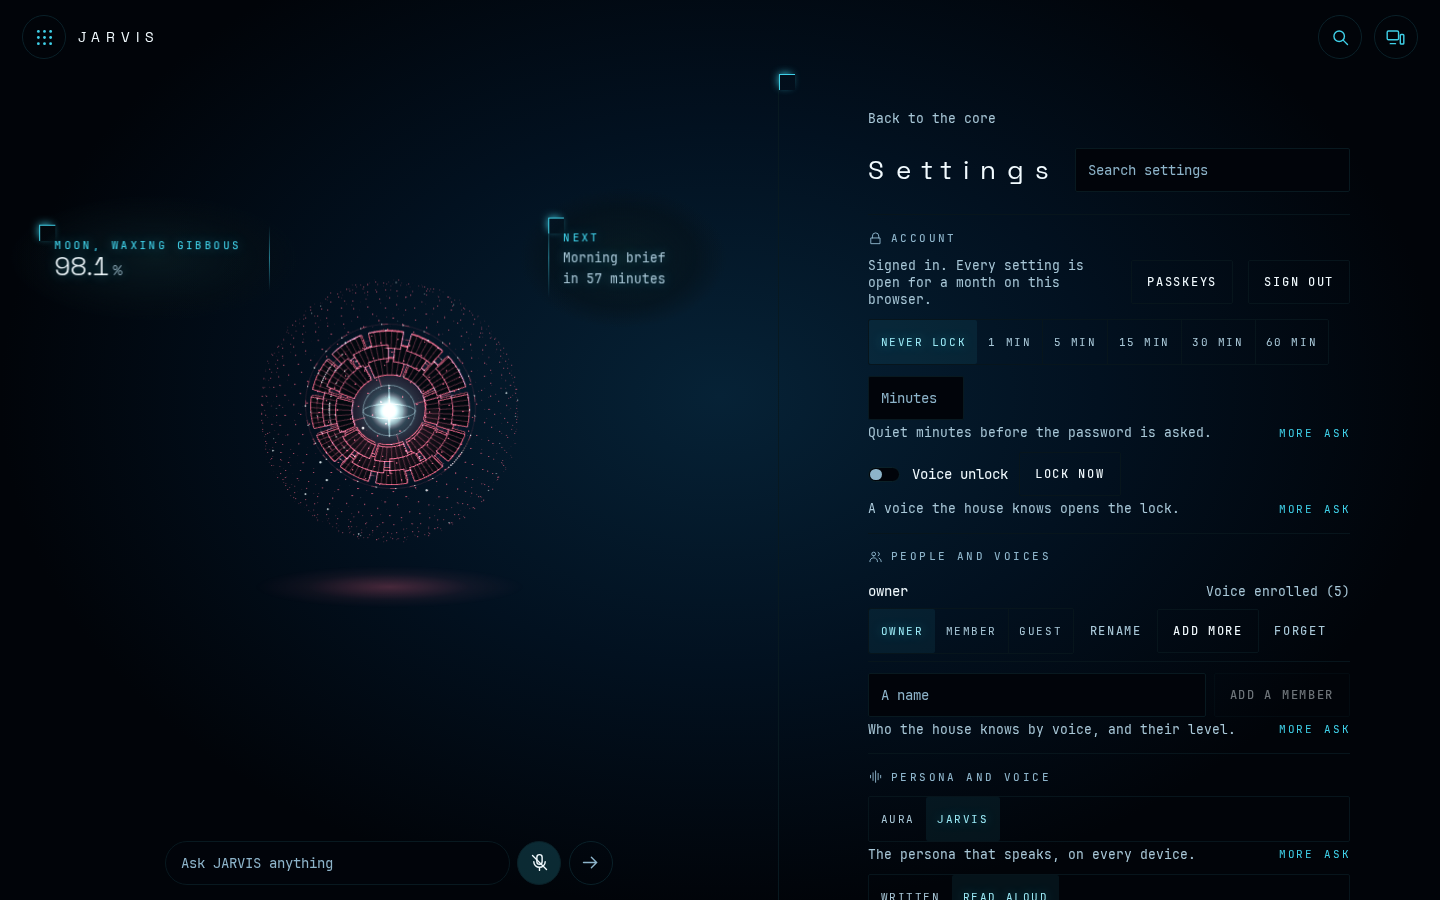 JARVIS
Back to the core
Settings
Search settings
MOON, WAXING GIBBOUS
98.1 %
NEXT
Morning brief
in 57 minutes
ACCOUNT
Signed in. Every setting is
open for a month on this
browser.
PASSKEYS
SIGN OUT
NEVER LOCK
1 MIN
5 MIN
15 MIN
30 MIN
60 MIN
Minutes
Quiet minutes before the password is asked.
MORE ASK
Voice unlock
LOCK NOW
A voice the house knows opens the lock.
MORE ASK
PEOPLE AND VOICES
owner
Voice enrolled (5)
OWNER
MEMBER
GUEST
RENAME
ADD MORE
FORGET
A name
ADD A MEMBER
Who the house knows by voice, and their level.
MORE ASK
PERSONA AND VOICE
AURA
JARVIS
The persona that speaks, on every device.
MORE ASK
WRITTEN
READ ALOUD
Ask JARVIS anything